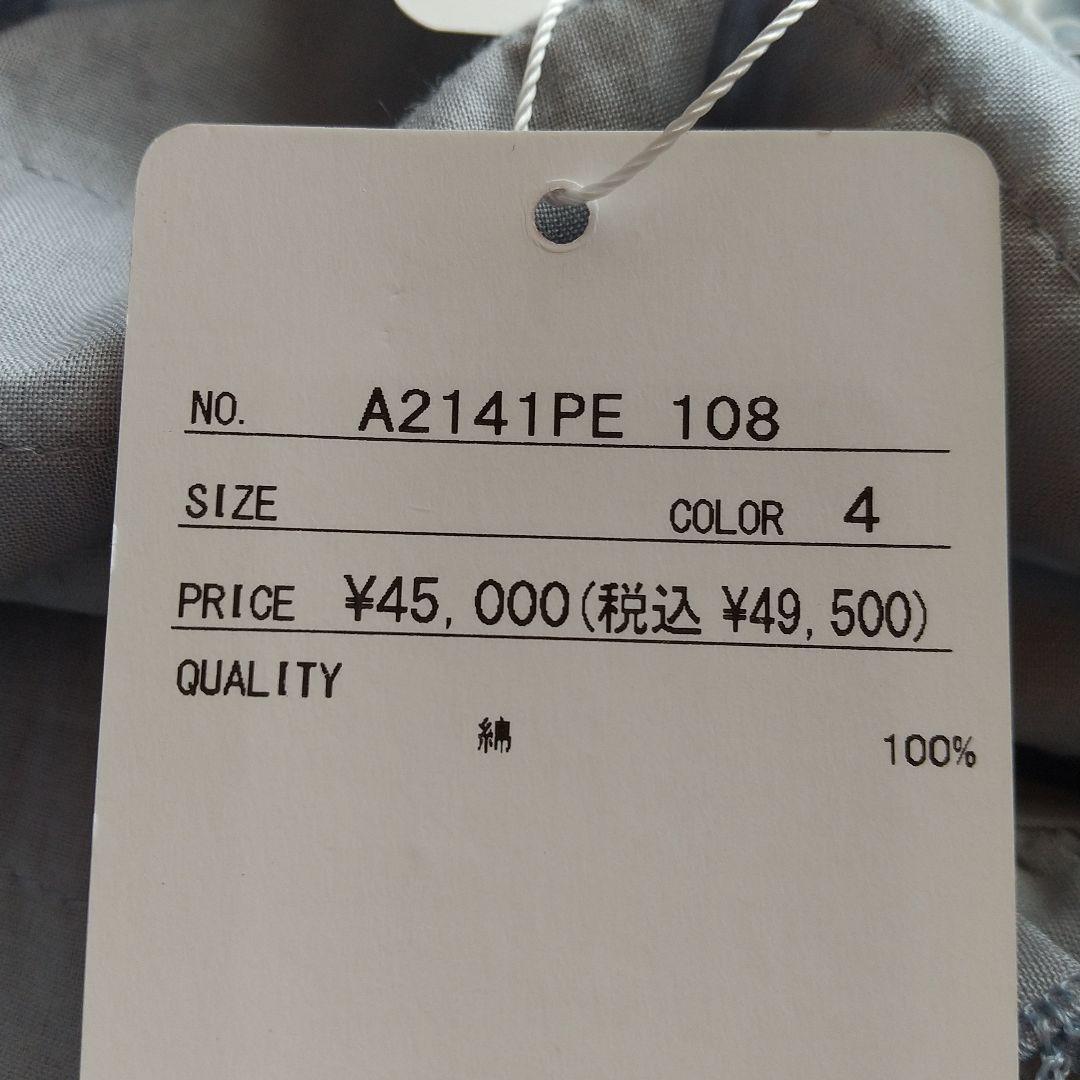 NO. A2141PE 108
SIZE COLOR 4
PRICE ¥45,000(税込 ¥49,500)
QUALITY
綿 100%